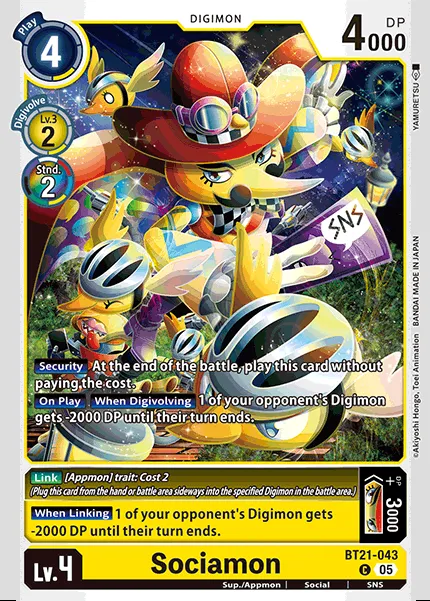 DIGIMON
Play
4
DP
4000
Digivolve
Lv.3
2
Stnd.
2
SNS
YAMURETSU
©Akiyoshi Hongo, Toei Animation BANDAI MADE IN JAPAN
Security At the end of the battle, play this card without
paying the cost.
On Play When Digivolving 1 of your opponent's Digimon
gets -2000 DP until their turn ends.
Link [Appmon] trait: Cost 2
(Plug this card from the hand or battle area sideways into the specified Digimon in the battle area.)
When Linking 1 of your opponent's Digimon gets
-2000 DP until their turn ends.
DP
+3000
Lv.4
Sociamon
BT21-043
C 05
Sup./Appmon | Social | SNS